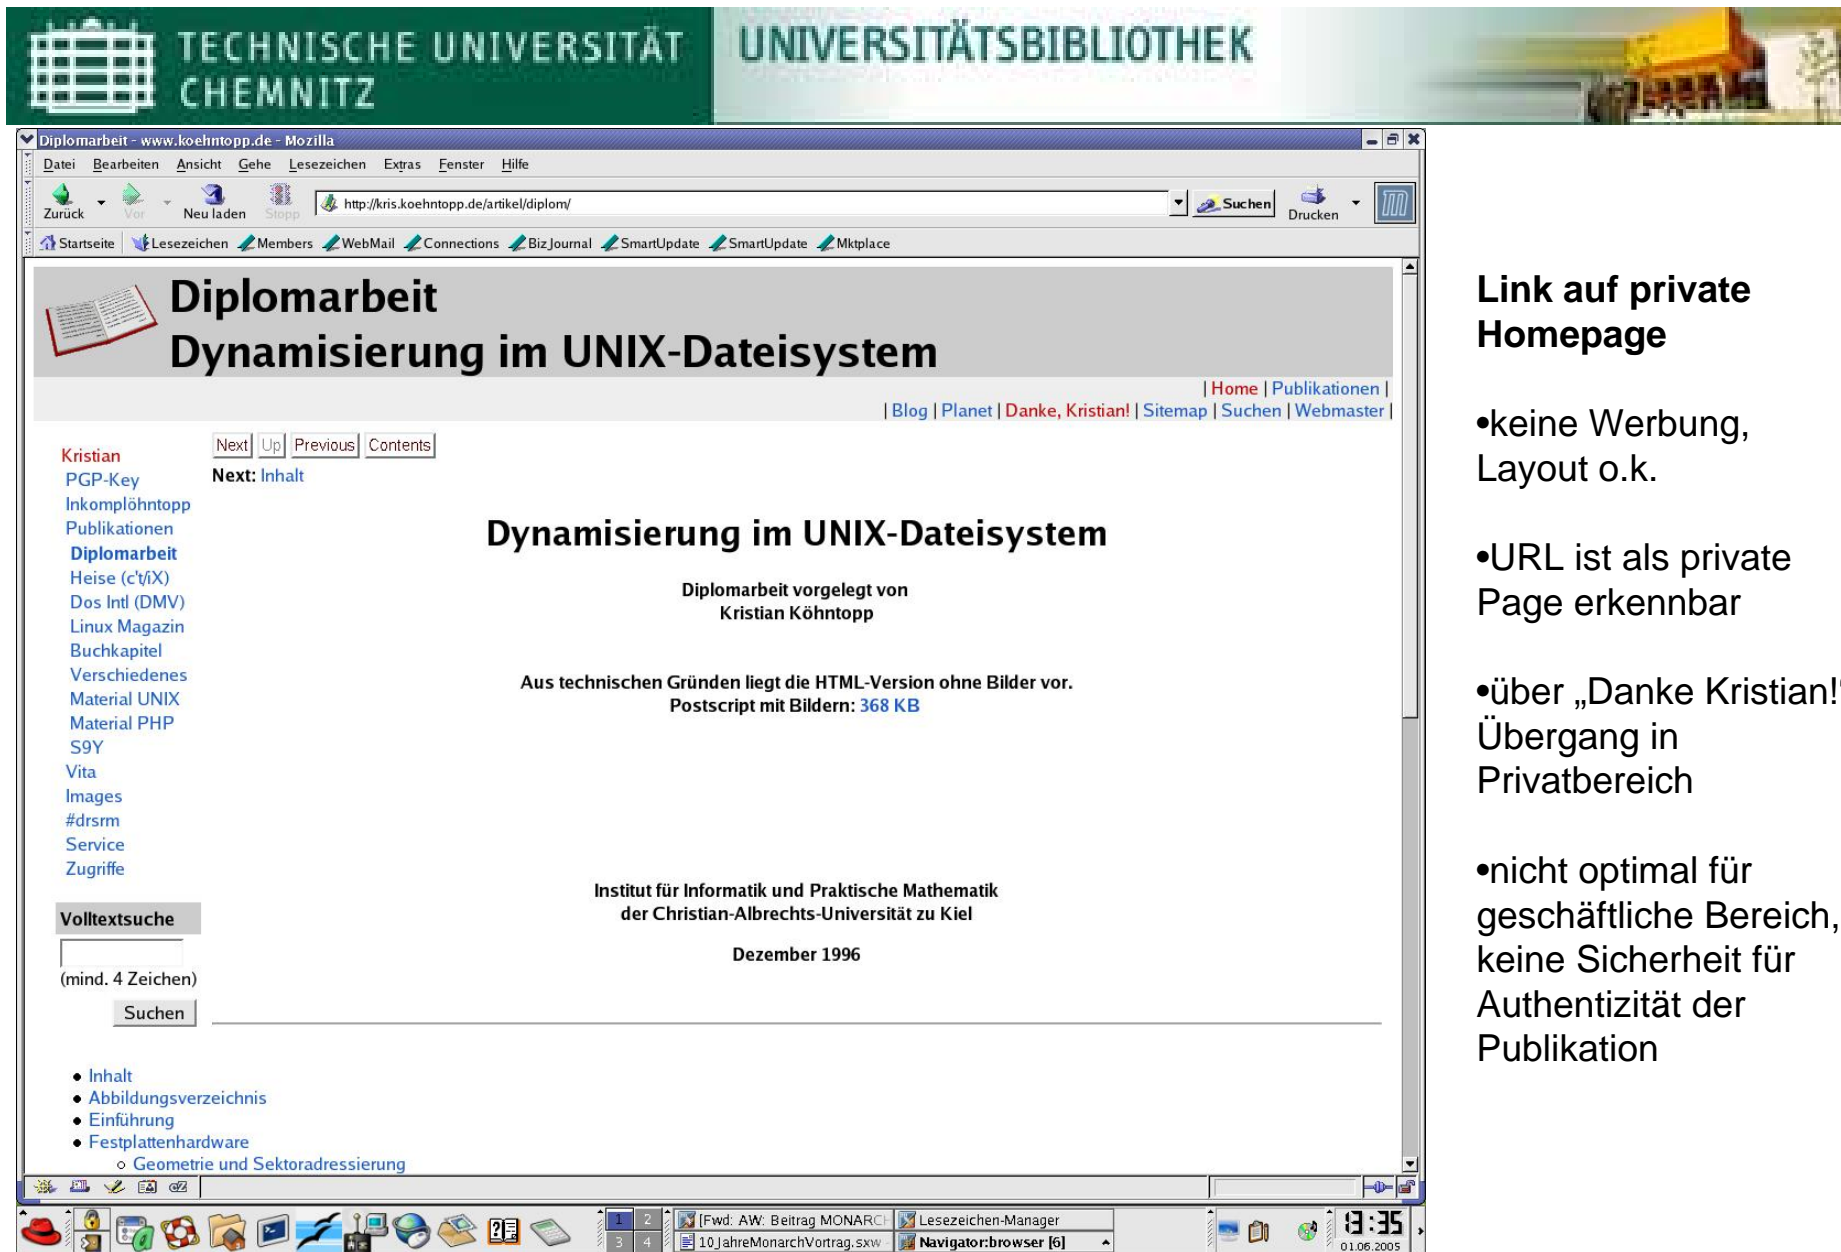 TECHNISCHE UNIVERSITÄT
CHEMNITZ
UNIVERSITÄTSBIBLIOTHEK
Diplomarbeit - www.koehntopp.de - Mozilla
Datei Bearbeiten Ansicht Gehe Lesezeichen Extras Fenster Hilfe
Zurück Vor Neu laden Stopp http://kris.koehntopp.de/artikel/diplom/ Suchen Drucken
Startseite Lesezeichen Members WebMail Connections BizJournal SmartUpdate SmartUpdate Mktplace
Diplomarbeit
Dynamisierung im UNIX-Dateisystem
| Home | Publikationen |
| Blog | Planet | Danke, Kristian! | Sitemap | Suchen | Webmaster |
Kristian
PGP-Key
Inkomplöhntopp
Publikationen
Diplomarbeit
Heise (c't/iX)
Dos Intl (DMV)
Linux Magazin
Buchkapitel
Verschiedenes
Material UNIX
Material PHP
S9Y
Vita
Images
#drsrm
Service
Zugriffe
Volltextsuche
(mind. 4 Zeichen)
Suchen
Next Up Previous Contents
Next: Inhalt
Dynamisierung im UNIX-Dateisystem
Diplomarbeit vorgelegt von
Kristian Köhntopp
Aus technischen Gründen liegt die HTML-Version ohne Bilder vor.
Postscript mit Bildern: 368 KB
Institut für Informatik und Praktische Mathematik
der Christian-Albrechts-Universität zu Kiel
Dezember 1996
• Inhalt
• Abbildungsverzeichnis
• Einführung
• Festplattenhardware
○ Geometrie und Sektoradressierung
1 2 [Fwd: AW: Beitrag MONARCH Lesezeichen-Manager
3 4 10JahreMonarchVortrag.sxw - Navigator:browser [6]
13:35
01.06.2005
Link auf private
Homepage
•keine Werbung,
Layout o.k.
•URL ist als private
Page erkennbar
•über „Danke Kristian!“
Übergang in
Privatbereich
•nicht optimal für
geschäftliche Bereich,
keine Sicherheit für
Authentizität der
Publikation